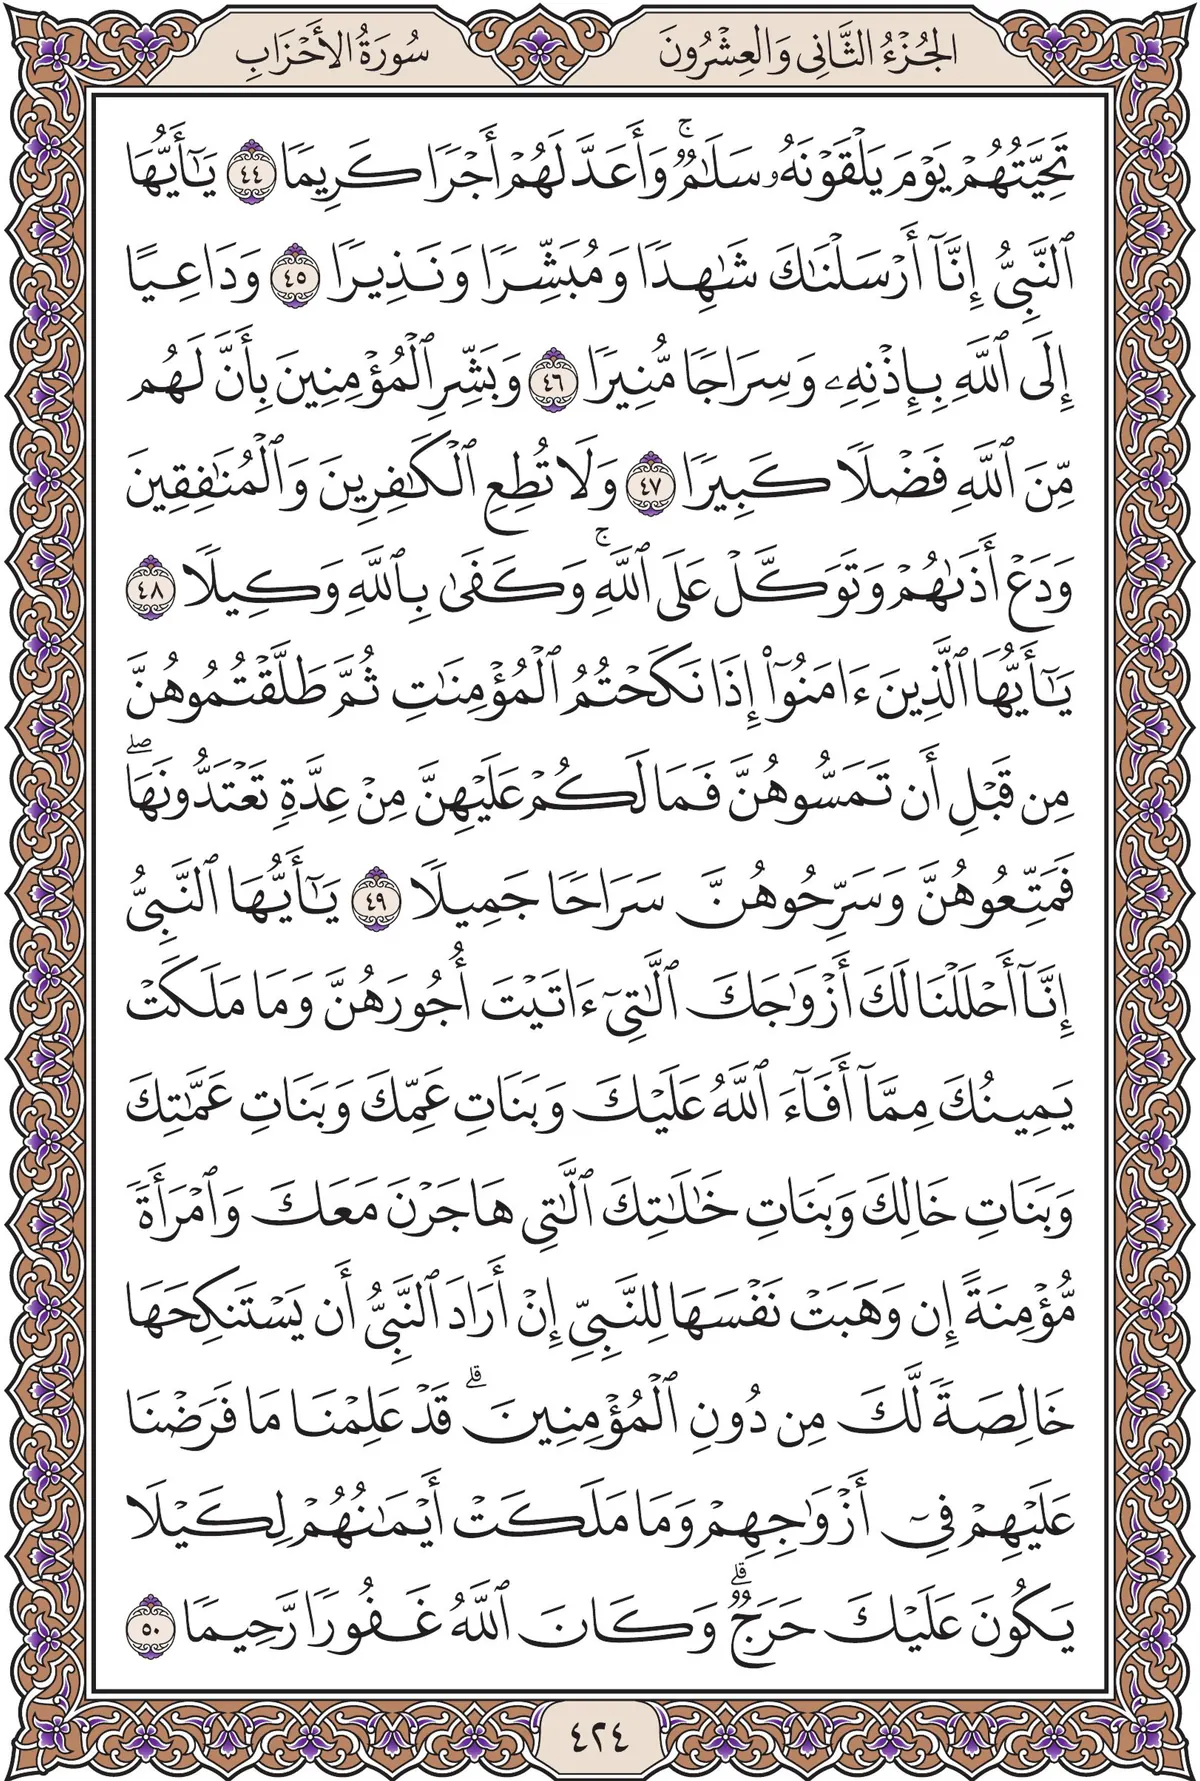 الجُزْءُ الثَّانِي وَالعِشْرُونَ
سُورَةُ الأَحْزَابِ
تَحِيَّتُهُمْ يَوْمَ يَلْقَوْنَهُۥ سَلَٰمٌۚ وَأَعَدَّ لَهُمْ أَجْرًا كَرِيمًا ٤٤ يَٰٓأَيُّهَا
ٱلنَّبِىُّ إِنَّآ أَرْسَلْنَٰكَ شَٰهِدًا وَمُبَشِّرًا وَنَذِيرًا ٤٥ وَدَاعِيًا
إِلَى ٱللَّهِ بِإِذْنِهِۦ وَسِرَاجًا مُّنِيرًا ٤٦ وَبَشِّرِ ٱلْمُؤْمِنِينَ بِأَنَّ لَهُم
مِّنَ ٱللَّهِ فَضْلًا كَبِيرًا ٤٧ وَلَا تُطِعِ ٱلْكَٰفِرِينَ وَٱلْمُنَٰفِقِينَ
وَدَعْ أَذَىٰهُمْ وَتَوَكَّلْ عَلَى ٱللَّهِۚ وَكَفَىٰ بِٱللَّهِ وَكِيلًا ٤٨
يَٰٓأَيُّهَا ٱلَّذِينَ ءَامَنُوٓا۟ إِذَا نَكَحْتُمُ ٱلْمُؤْمِنَٰتِ ثُمَّ طَلَّقْتُمُوهُنَّ
مِن قَبْلِ أَن تَمَسُّوهُنَّ فَمَا لَكُمْ عَلَيْهِنَّ مِنْ عِدَّةٍ تَعْتَدُّونَهَاۖ
فَمَتِّعُوهُنَّ وَسَرِّحُوهُنَّ سَرَاحًا جَمِيلًا ٤٩ يَٰٓأَيُّهَا ٱلنَّبِىُّ
إِنَّآ أَحْلَلْنَا لَكَ أَزْوَٰجَكَ ٱلَّٰتِىٓ ءَاتَيْتَ أُجُورَهُنَّ وَمَا مَلَكَتْ
يَمِينُكَ مِمَّآ أَفَآءَ ٱللَّهُ عَلَيْكَ وَبَنَاتِ عَمِّكَ وَبَنَاتِ عَمَّٰتِكَ
وَبَنَاتِ خَالِكَ وَبَنَاتِ خَٰلَٰتِكَ ٱلَّٰتِى هَاجَرْنَ مَعَكَ وَٱمْرَأَةً
مُّؤْمِنَةً إِن وَهَبَتْ نَفْسَهَا لِلنَّبِىِّ إِنْ أَرَادَ ٱلنَّبِىُّ أَن يَسْتَنكِحَهَا
خَالِصَةً لَّكَ مِن دُونِ ٱلْمُؤْمِنِينَۗ قَدْ عَلِمْنَا مَا فَرَضْنَا
عَلَيْهِمْ فِىٓ أَزْوَٰجِهِمْ وَمَا مَلَكَتْ أَيْمَٰنُهُمْ لِكَيْلَا
يَكُونَ عَلَيْكَ حَرَجٌۗ وَكَانَ ٱللَّهُ غَفُورًا رَّحِيمًا ٥٠
٤٢٤